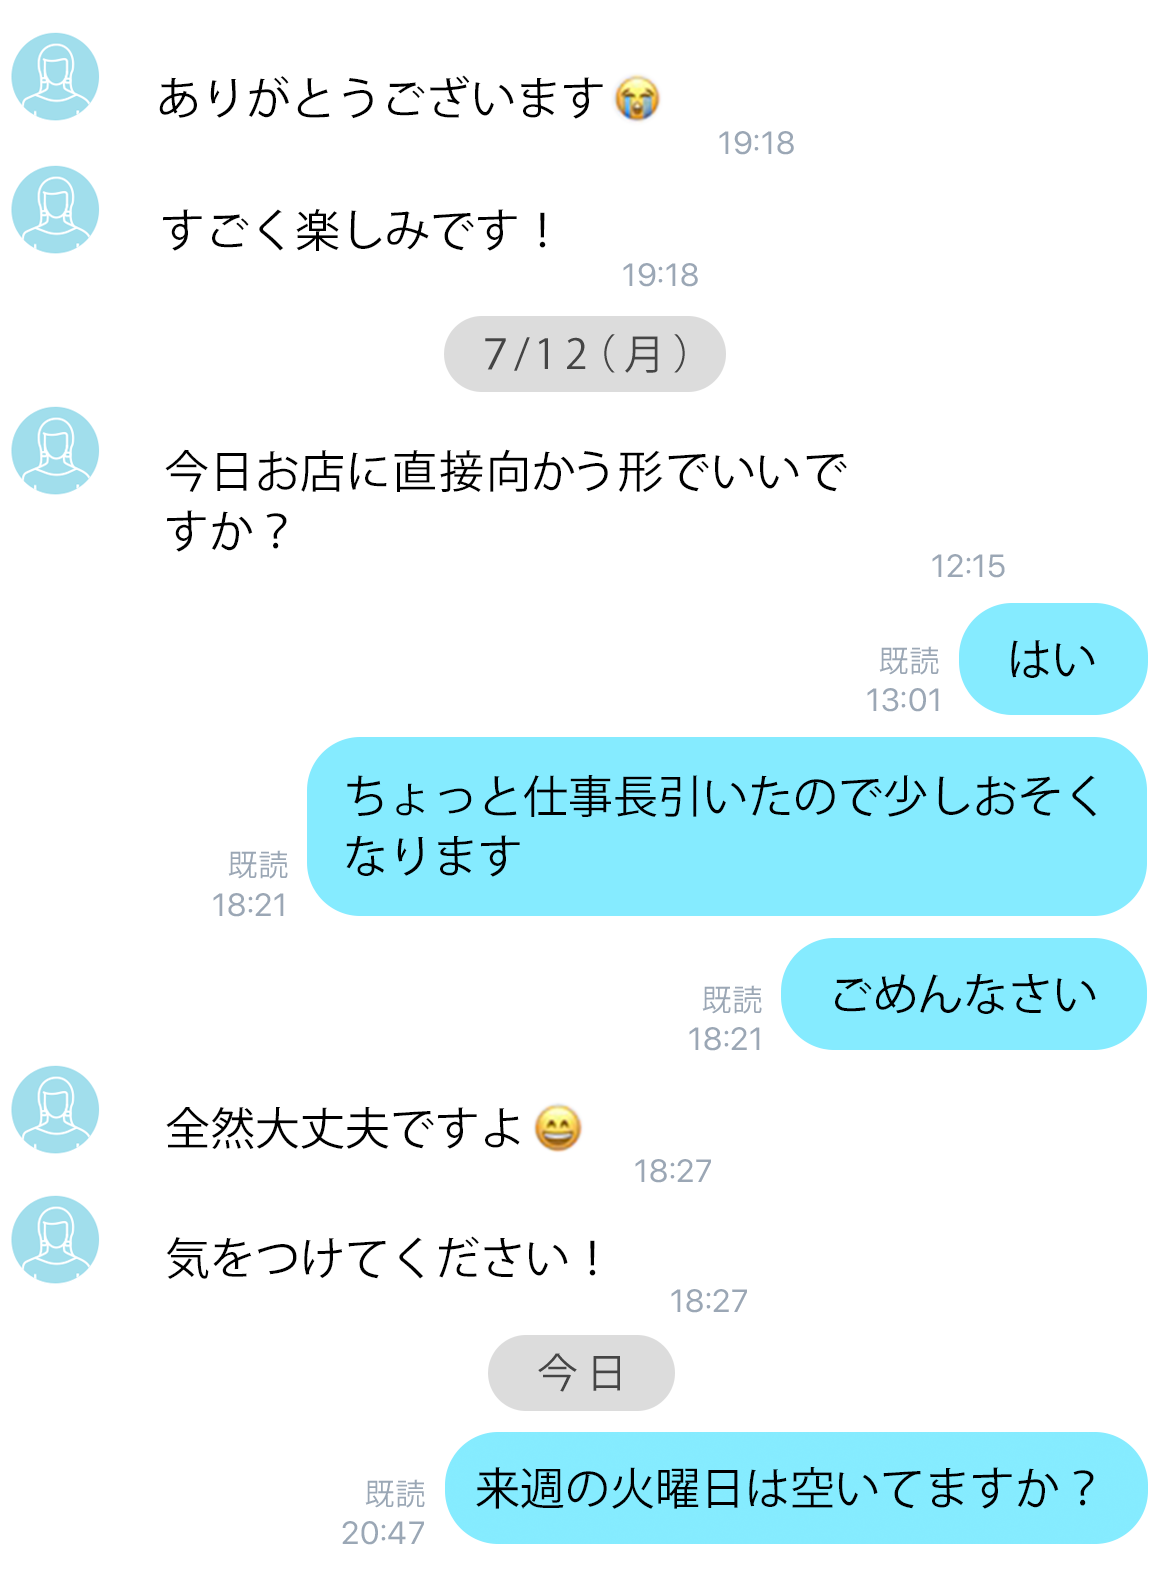 ありがとうございます😭
19:18
すごく楽しみです！
19:18
7/12(月)
今日お店に直接向かう形でいいで
すか？
12:15
はい
既読
13:01
ちょっと仕事長引いたので少しおそく
なります
既読
18:21
ごめんなさい
既読
18:21
全然大丈夫ですよ😄
18:27
気をつけてください！
18:27
今日
来週の火曜日は空いてますか？
既読
20:47